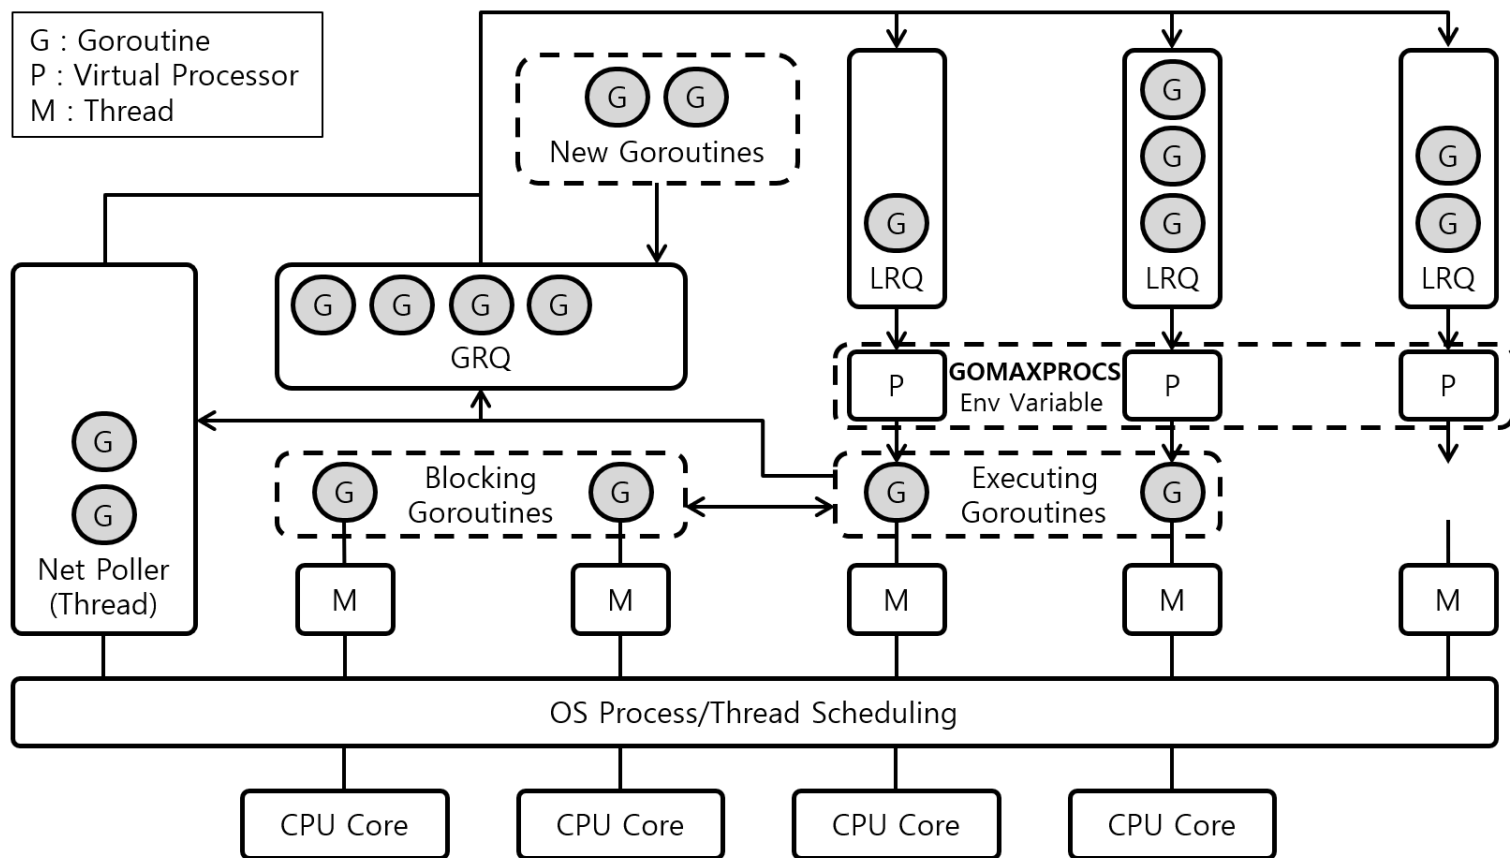 G : Goroutine
P : Virtual Processor
M : Thread
G G
New Goroutines
G
G
G
G
G
G
LRQ
LRQ
LRQ
G G G G
GRQ
P
GOMAXPROCS
Env Variable
P
P
G
G
Net Poller
(Thread)
G
Blocking
Goroutines
G
G
Executing
Goroutines
G
M
M
M
M
M
OS Process/Thread Scheduling
CPU Core
CPU Core
CPU Core
CPU Core